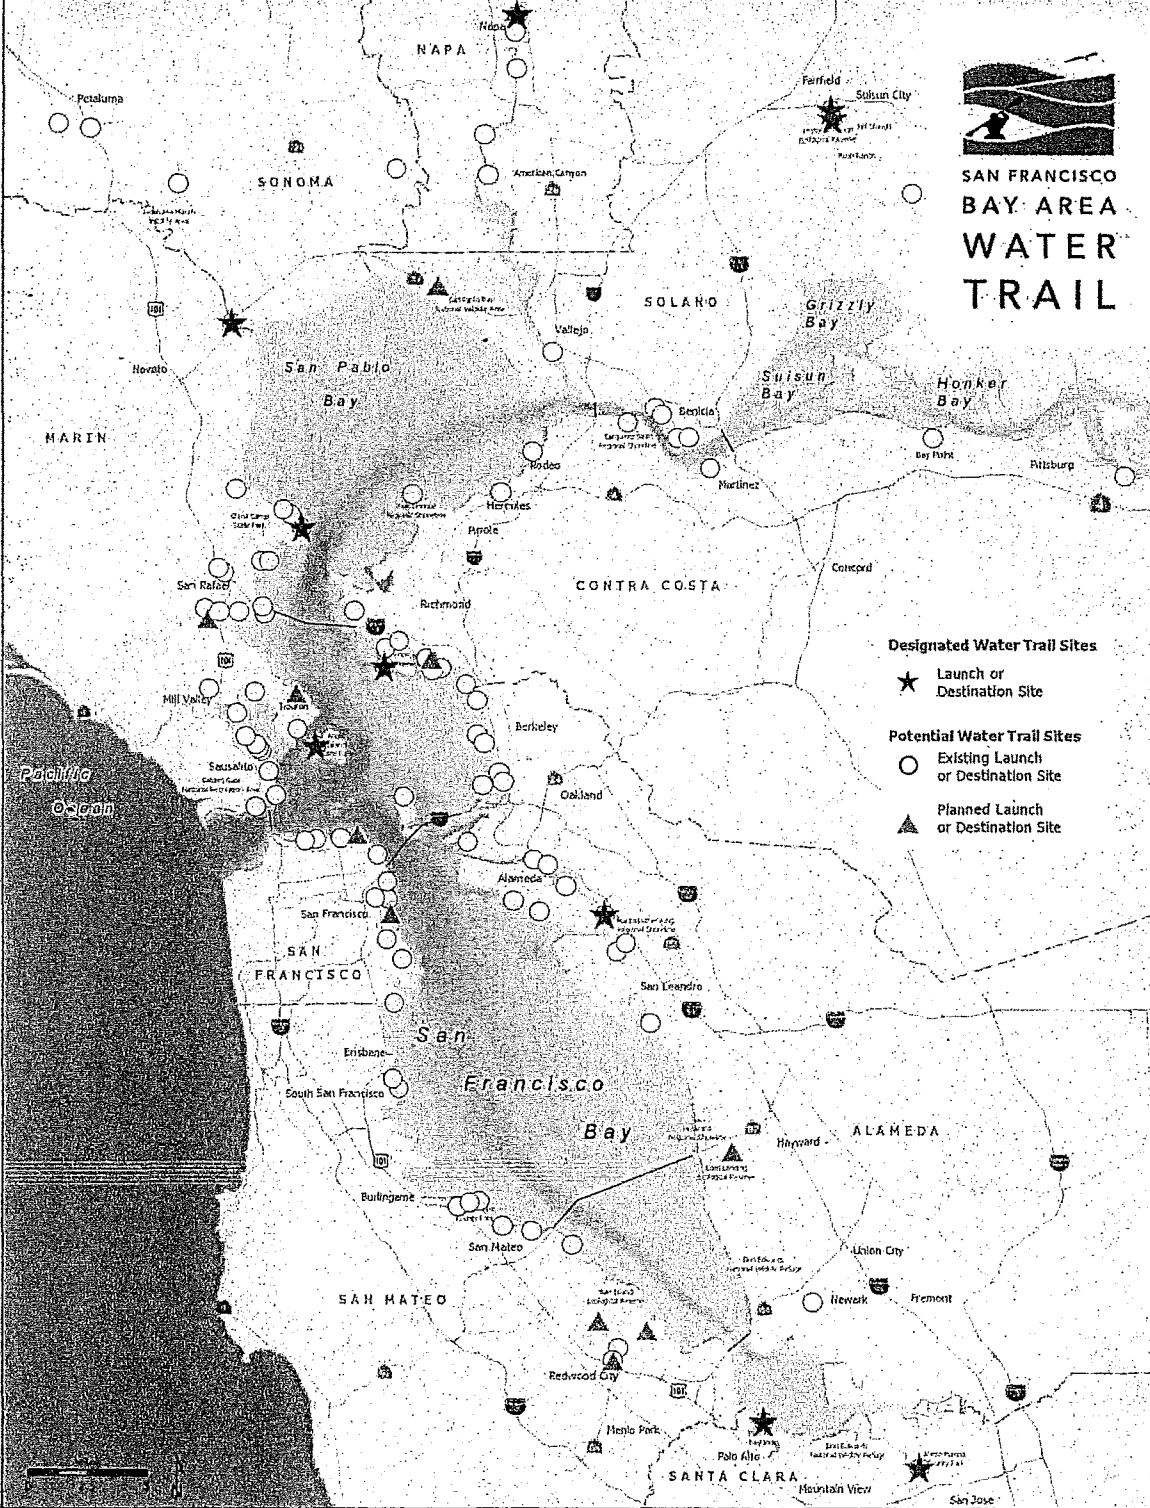 Napa
NAPA
Petaluma
Fairfield
Suisun City
SAN FRANCISCO
BAY AREA
WATER
TRAIL
SONOMA
American Canyon
SOLANO
Grizzly
Bay
Vallejo
101
Novato
San Pablo
Bay
Suisun
Bay
Honker
Bay
MARIN
Benicia
Rodeo
Bay Point
Pittsburg
Martinez
Hercules
Pinole
Concord
San Rafael
CONTRA COSTA
Richmond
Designated Water Trail Sites
Launch or
Destination Site
Potential Water Trail Sites
Existing Launch
or Destination Site
Planned Launch
or Destination Site
101
Mill Valley
Tiburon
Berkeley
Sausalito
Pacific
Ocean
Oakland
Alameda
San Francisco
SAN
FRANCISCO
San Leandro
San
Francisco
Bay
Brisbane
South San Francisco
ALAMEDA
Hayward
101
Burlingame
San Mateo
Union City
SAN MATEO
Newark
Fremont
Redwood City
101
Menlo Park
Palo Alto
SANTA CLARA
Mountain View
San Jose